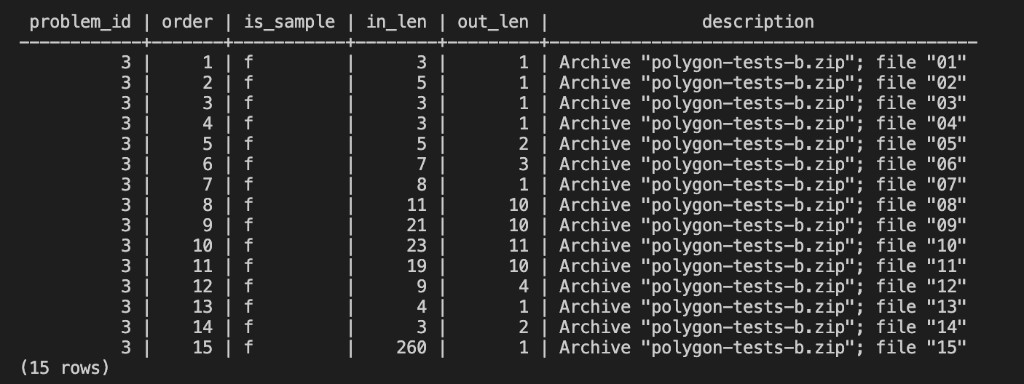 problem_id | order | is_sample | in_len | out_len | description
3 | 1 | f | 3 | 1 | Archive "polygon-tests-b.zip"; file "01"
3 | 2 | f | 5 | 1 | Archive "polygon-tests-b.zip"; file "02"
3 | 3 | f | 3 | 1 | Archive "polygon-tests-b.zip"; file "03"
3 | 4 | f | 3 | 1 | Archive "polygon-tests-b.zip"; file "04"
3 | 5 | f | 5 | 2 | Archive "polygon-tests-b.zip"; file "05"
3 | 6 | f | 7 | 3 | Archive "polygon-tests-b.zip"; file "06"
3 | 7 | f | 8 | 1 | Archive "polygon-tests-b.zip"; file "07"
3 | 8 | f | 11 | 10 | Archive "polygon-tests-b.zip"; file "08"
3 | 9 | f | 21 | 10 | Archive "polygon-tests-b.zip"; file "09"
3 | 10 | f | 23 | 11 | Archive "polygon-tests-b.zip"; file "10"
3 | 11 | f | 19 | 10 | Archive "polygon-tests-b.zip"; file "11"
3 | 12 | f | 9 | 4 | Archive "polygon-tests-b.zip"; file "12"
3 | 13 | f | 4 | 1 | Archive "polygon-tests-b.zip"; file "13"
3 | 14 | f | 3 | 2 | Archive "polygon-tests-b.zip"; file "14"
3 | 15 | f | 260 | 1 | Archive "polygon-tests-b.zip"; file "15"
(15 rows)